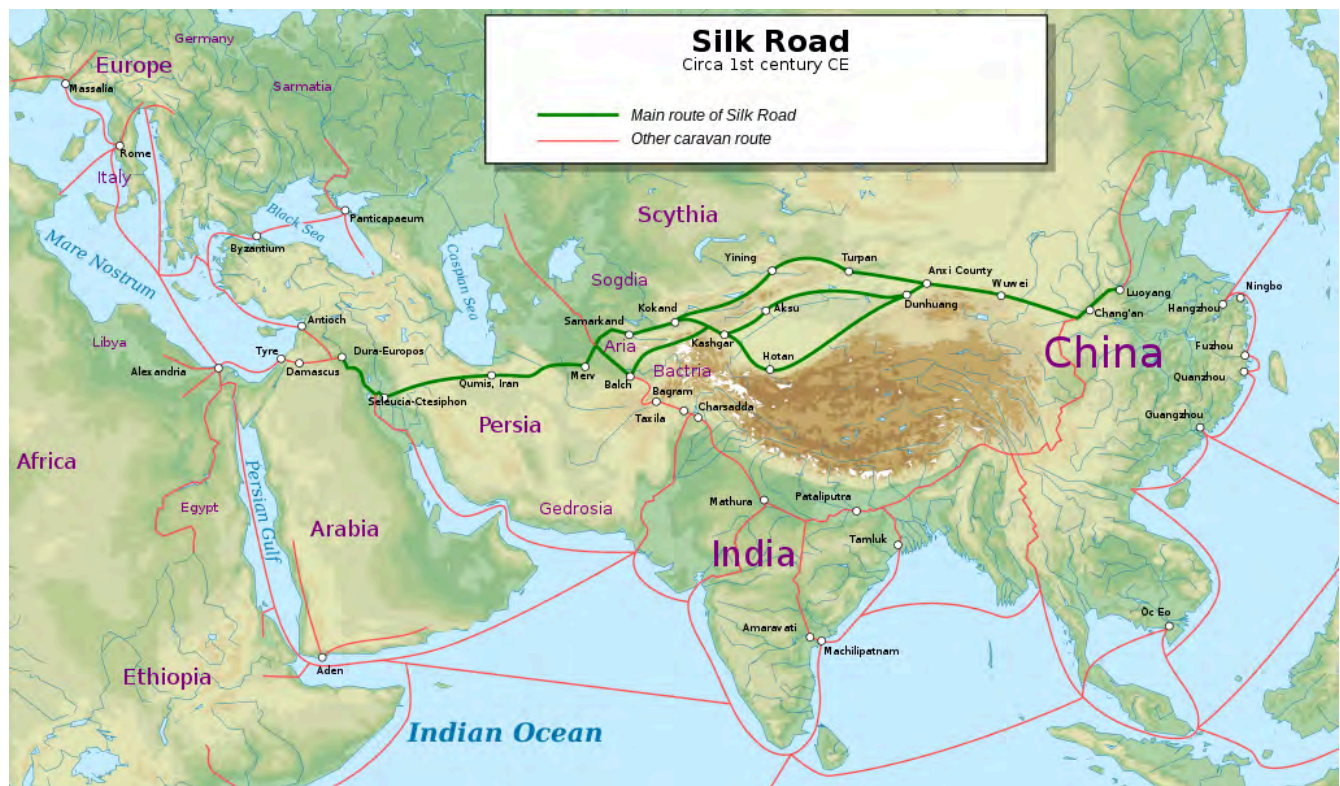 Silk Road
Circa 1st century CE
Main route of Silk Road
Other caravan route
Germany
Europe
Massalia
Sarmatia
Rome
Italy
Black Sea
Panticapaeum
Byzantium
Mare Nostrum
Caspian Sea
Scythia
Sogdia
Yining
Turpan
Anxi County
Wuwei
Dunhuang
Luoyang
Chang'an
Hangzhou
Ningbo
Kokand
Samarkand
Aksu
Kashgar
Hotan
Aria
Bactria
Antioch
Libya
Tyre
Dura-Europos
Alexandria
Damascus
Seleucia-Ctesiphon
Qumis, Iran
Merv
Balch
Bagram
Taxila
Charsadda
China
Fuzhou
Quanzhou
Guangzhou
Persia
Africa
Egypt
Persian Gulf
Arabia
Gedrosia
Mathura
Pataliputra
India
Tamluk
Oc Eo
Amaravati
Machilipatnam
Ethiopia
Aden
Indian Ocean